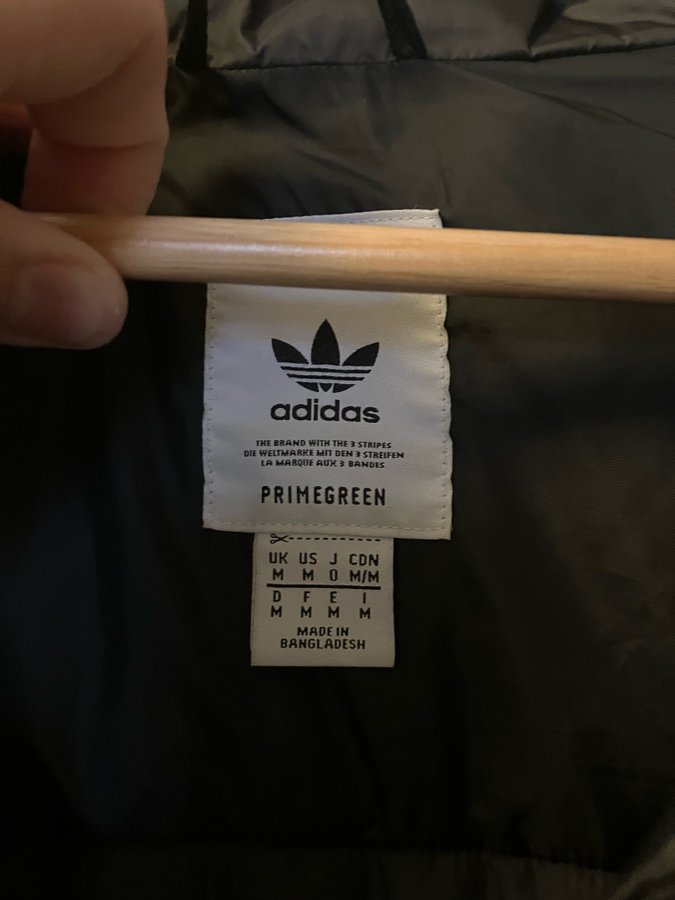 adidas
THE BRAND WITH THE 3 STRIPES
DIE WELTMARKE MIT DEN 3 STREIFEN
LA MARQUE AUX 3 BANDES
PRIMEGREEN
UK US J CDN
M M O M/M
D F E I
M M M M
MADE IN
BANGLADESH